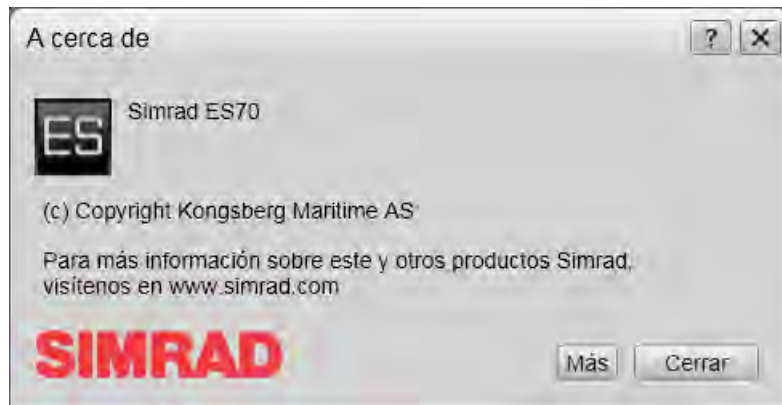 A cerca de
?
X
ES
Simrad ES70
(c) Copyright Kongsberg Maritime AS
Para más información sobre este y otros productos Simrad,
visítenos en www.simrad.com
SIMRAD
Más
Cerrar